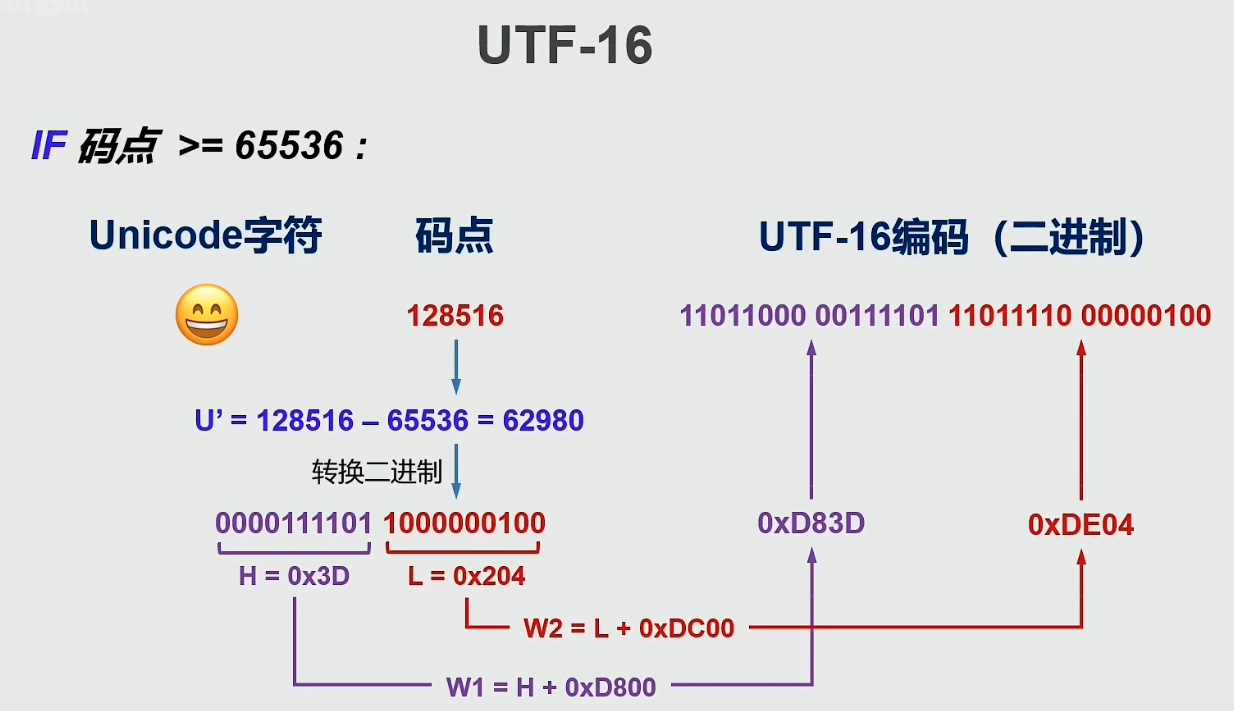 UTF-16
IF 码点 >= 65536 :
Unicode字符 码点 UTF-16编码（二进制）
128516 11011000 00111101 11011110 00000100
U’ = 128516 – 65536 = 62980
转换二进制
0000111101 1000000100 0xD83D 0xDE04
H = 0x3D L = 0x204
W2 = L + 0xDC00
W1 = H + 0xD800